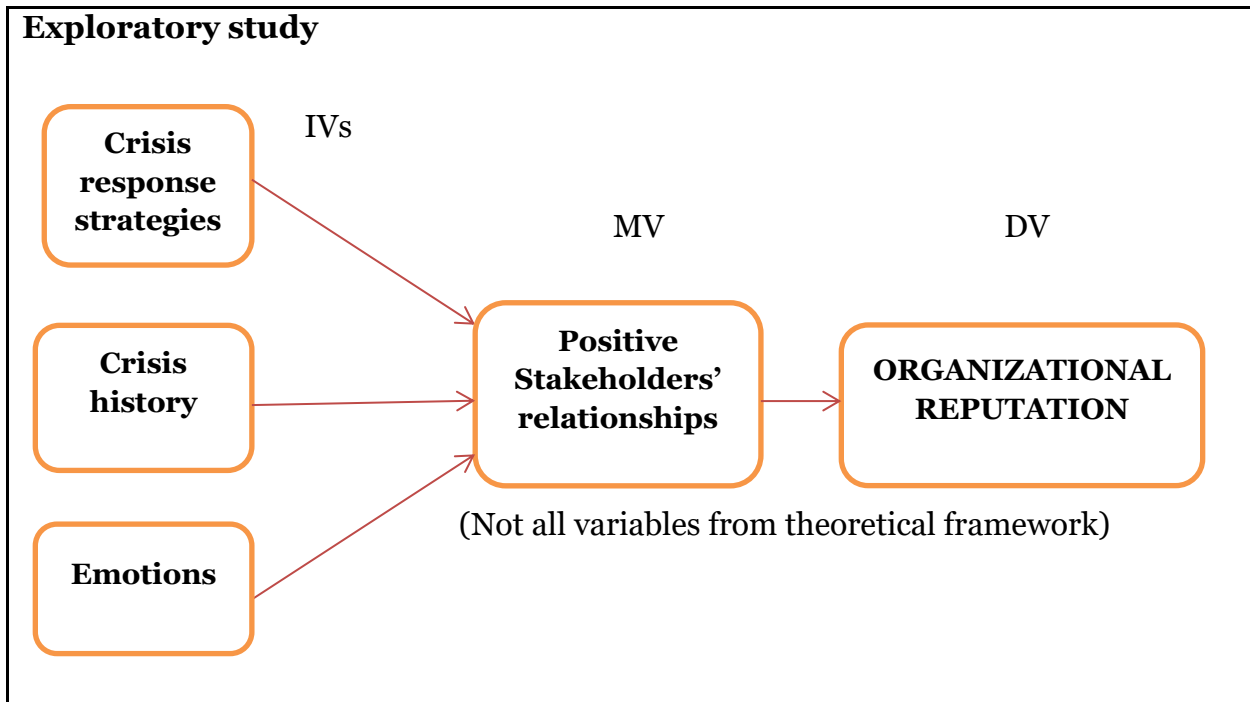 Exploratory study
IVs
Crisis
response
strategies
MV
DV
Crisis
history
Positive
Stakeholders’
relationships
ORGANIZATIONAL
REPUTATION
Emotions
(Not all variables from theoretical framework)